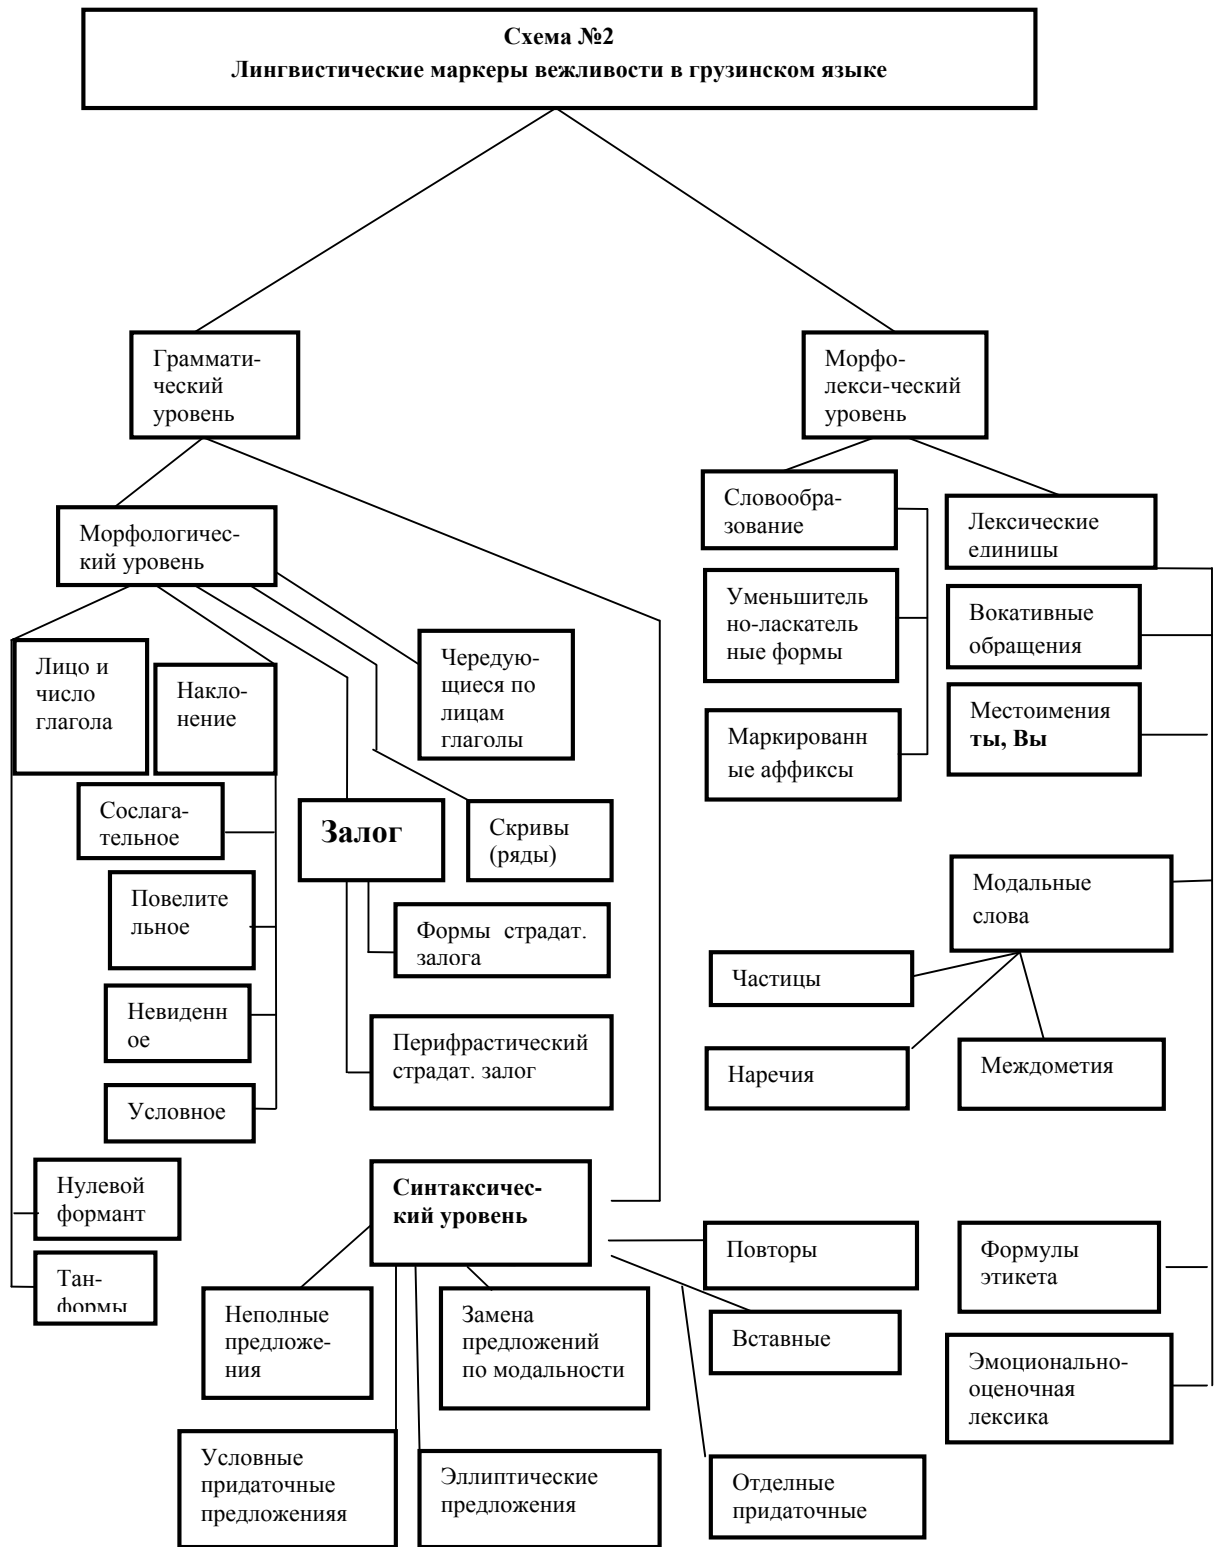 Схема №2
Лингвистические маркеры вежливости в грузинском языке
Граммати-
ческий
уровень
Морфо-
лекси-ческий
уровень
Морфологичес-
кий уровень
Словообра-
зование
Лексические
единицы
Уменьшитель
но-ласкатель
ные формы
Вокативные
обращения
Лицо и
число
глагола
Накло-
нение
Чередую-
щиеся по
лицам
глаголы
Маркированн
ые аффиксы
Местоимения
ты, Вы
Сослага-
тельное
Залог
Скривы
(ряды)
Повелите
льное
Формы страдат.
залога
Модальные
слова
Частицы
Невиденн
ое
Перифрастический
страдат. залог
Наречия
Междометия
Условное
Нулевой
формант
Синтаксичес-
кий уровень
Тан-
формы
Повторы
Формулы
этикета
Неполные
предложе-
ния
Замена
предложений
по модальности
Вставные
Эмоционально-
оценочная
лексика
Условные
придаточные
предложенияя
Эллиптические
предложения
Отделные
придаточные